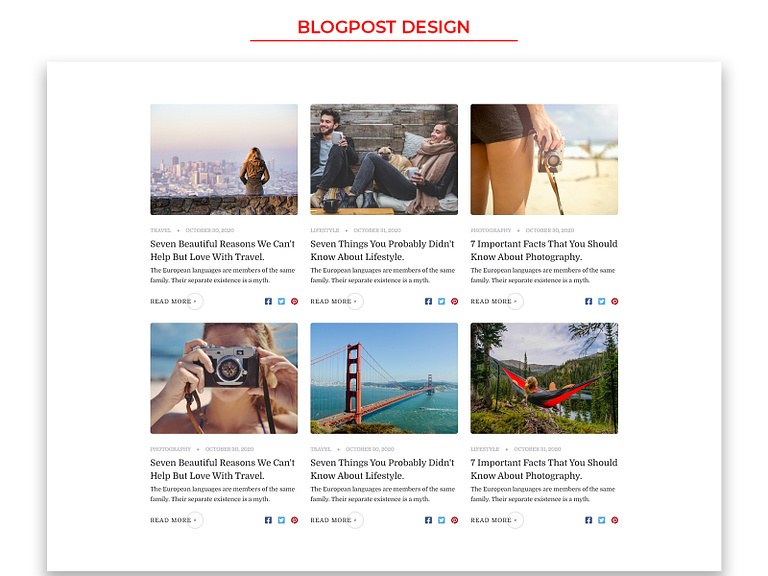 BLOGPOST DESIGN
TRAVEL • OCTOBER 30, 2020
Seven Beautiful Reasons We Can't
Help But Love With Travel.
The European languages are members of the same
family. Their separate existence is a myth.
READ MORE +
LIFESTYLE • OCTOBER 31, 2020
Seven Things You Probably Didn't
Know About Lifestyle.
The European languages are members of the same
family. Their separate existence is a myth.
READ MORE +
PHOTOGRAPHY • OCTOBER 30, 2020
7 Important Facts That You Should
Know About Photography.
The European languages are members of the same
family. Their separate existence is a myth.
READ MORE +
PHOTOGRAPHY • OCTOBER 30, 2020
Seven Beautiful Reasons We Can't
Help But Love With Travel.
The European languages are members of the same
family. Their separate existence is a myth.
READ MORE +
TRAVEL • OCTOBER 30, 2020
Seven Things You Probably Didn't
Know About Lifestyle.
The European languages are members of the same
family. Their separate existence is a myth.
READ MORE +
LIFESTYLE • OCTOBER 31, 2020
7 Important Facts That You Should
Know About Photography.
The European languages are members of the same
family. Their separate existence is a myth.
READ MORE +